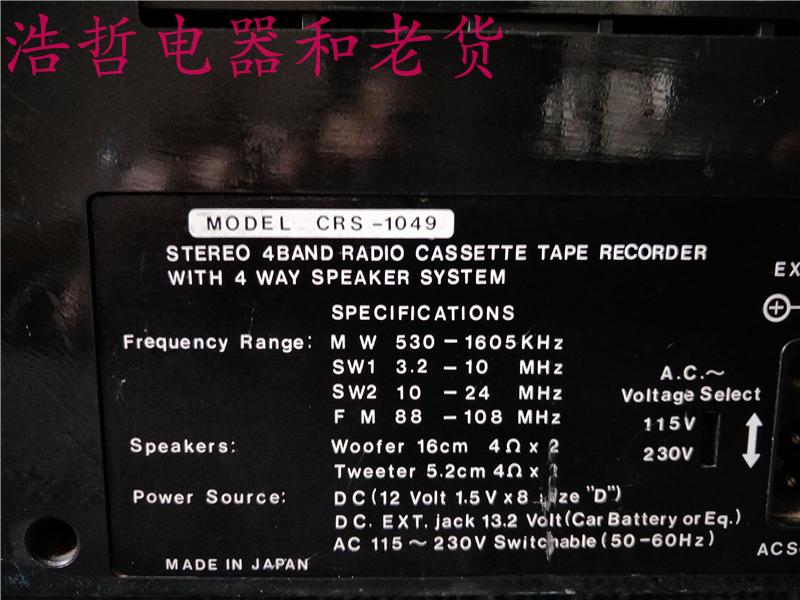 浩哲电器和老货
MODEL CRS-1049
STEREO 4BAND RADIO CASSETTE TAPE RECORDER
WITH 4 WAY SPEAKER SYSTEM
SPECIFICATIONS
Frequency Range: MW 530-1605KHz
SW1 3.2-10 MHz
SW2 10-24 MHz
FM 88-108 MHz
Speakers: Woofer 16cm 4Ω x 2
Tweeter 5.2cm 4Ω x
Power Source: DC (12 Volt 1.5V x 8 "D")
DC. EXT. jack 13.2 Volt (Car Battery or Eq.)
AC 115~230V Switchable (50-60Hz)
MADE IN JAPAN
EX
A.C.~
Voltage Select
115V
230V
ACS